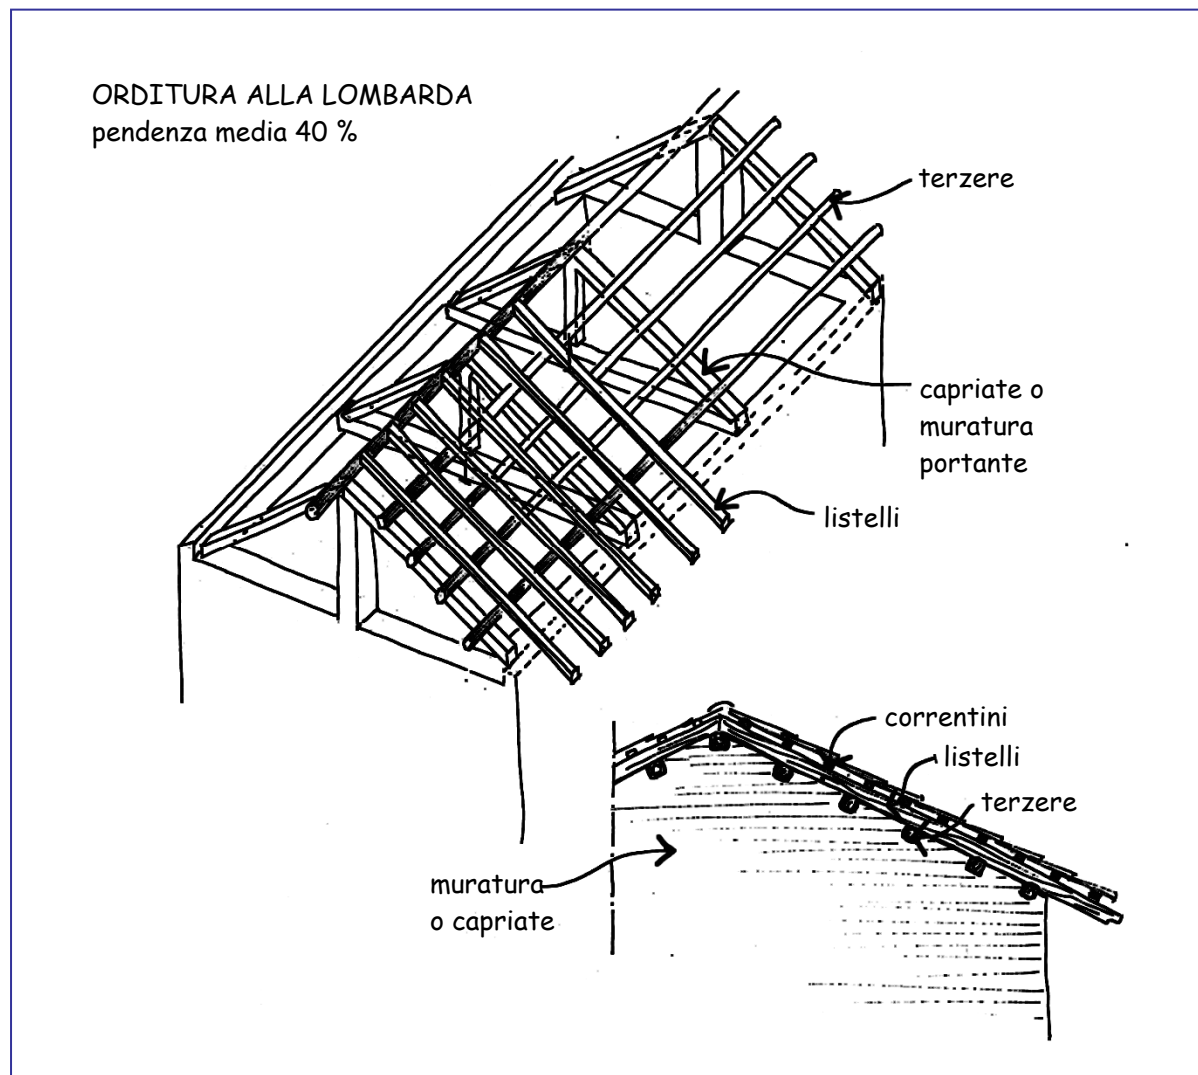 ORDITURA ALLA LOMBARDA
pendenza media 40 %
terzere
capriate o
muratura
portante
listelli
correntini
listelli
terzere
muratura
o capriate